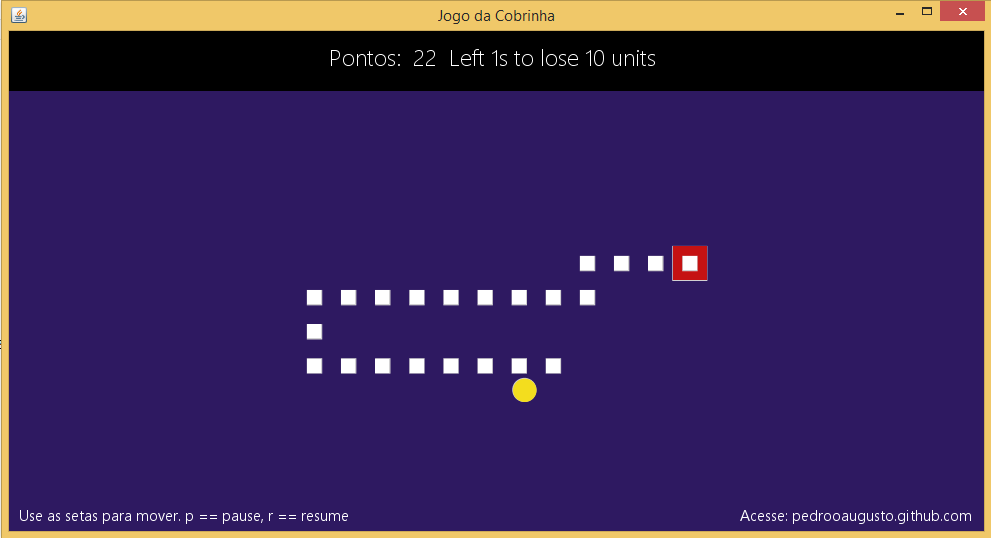 Jogo da Cobrinha
Pontos: 22 Left 1s to lose 10 units
Use as setas para mover. p == pause, r == resume
Acesse: pedrooaugusto.github.com